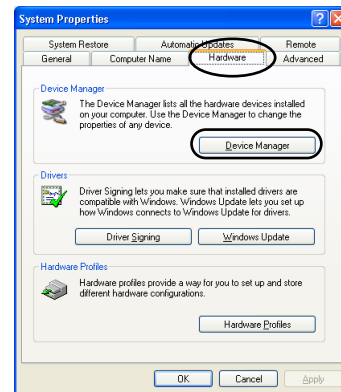 System Properties
System Restore Automatic Updates Remote
General Computer Name Hardware Advanced
Device Manager
The Device Manager lists all the hardware devices installed
on your computer. Use the Device Manager to change the
properties of any device.
Device Manager
Drivers
Driver Signing lets you make sure that installed drivers are
compatible with Windows. Windows Update lets you set up
how Windows connects to Windows Update for drivers.
Driver Signing Windows Update
Hardware Profiles
Hardware profiles provide a way for you to set up and store
different hardware configurations.
Hardware Profiles
OK Cancel Apply